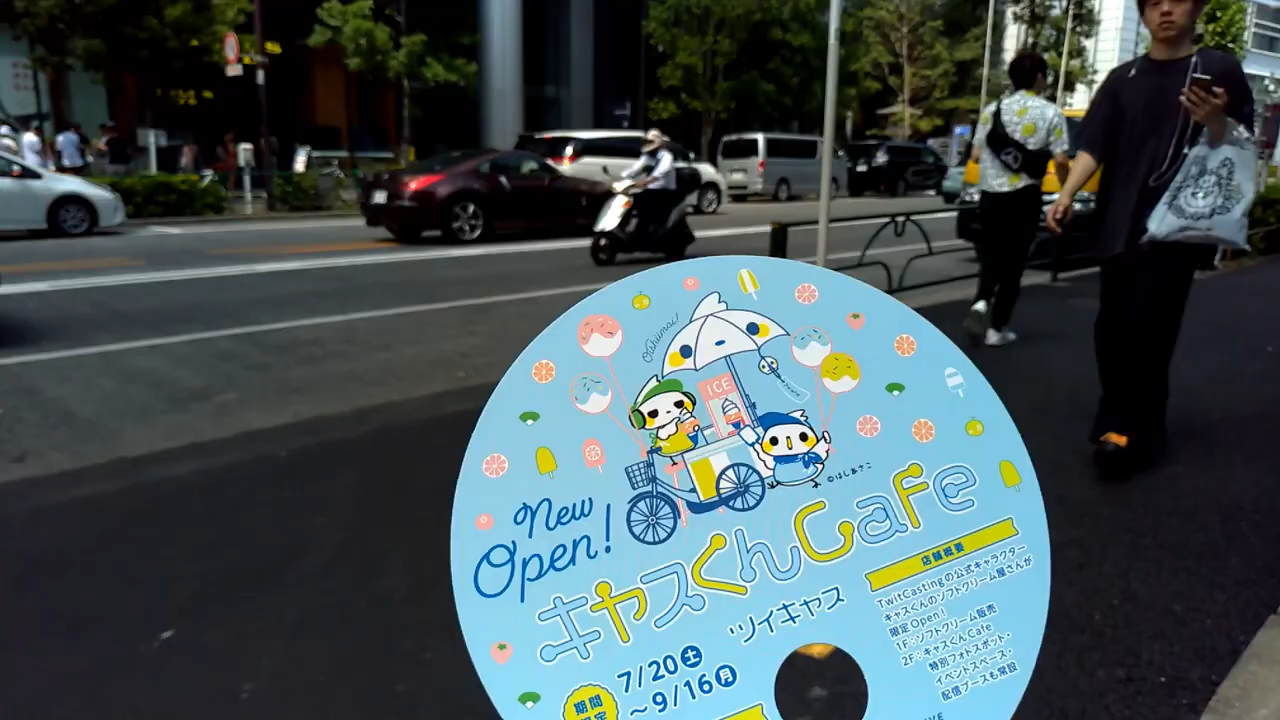 Oishiimai!
ICE
©はしあさこ
New
Open!
キャスくんCafe
ツイキャス
期間
限定
7/20土
～9/16月
店舗概要
TwitCastingの公式キャラクター
キャスくんのソフトクリーム屋さんが
限定Open!
1F:ソフトクリーム販売
2F:キャスくんCafe
特別フォトスポット・
イベントスペース・
配信ブースも常設